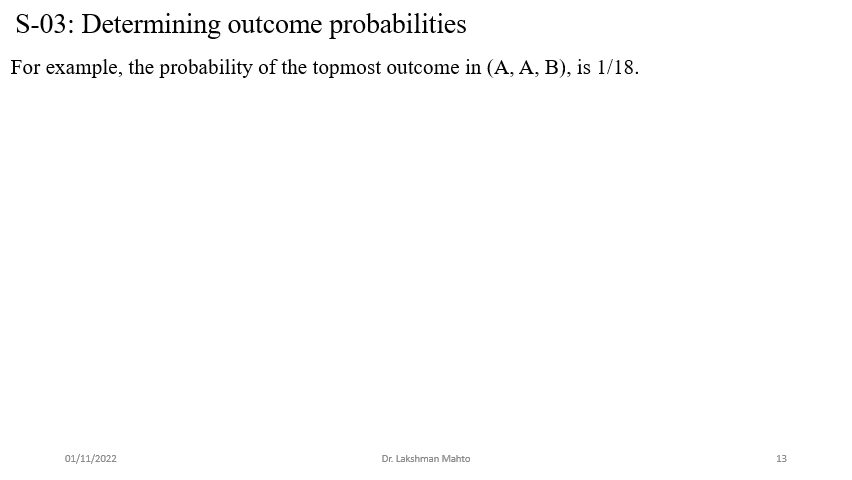 S-03: Determining outcome probabilities
For example, the probability of the topmost outcome in (A, A, B), is 1/18.
01/11/2022 Dr. Lakshman Mahto 13